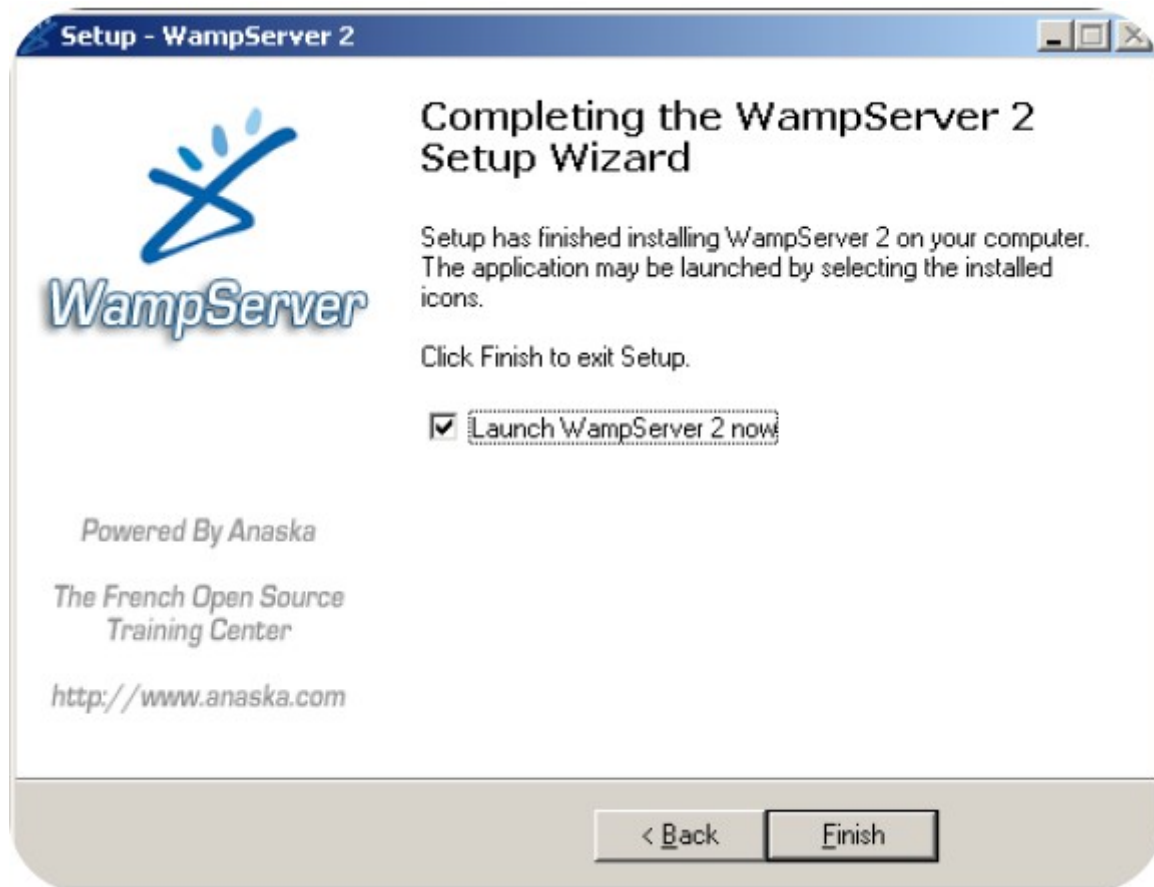 Setup - WampServer 2
Completing the WampServer 2
Setup Wizard
Setup has finished installing WampServer 2 on your computer.
The application may be launched by selecting the installed
icons.
Click Finish to exit Setup.
Launch WampServer 2 now
WampServer
Powered By Anaska
The French Open Source
Training Center
http://www.anaska.com
< Back
Finish